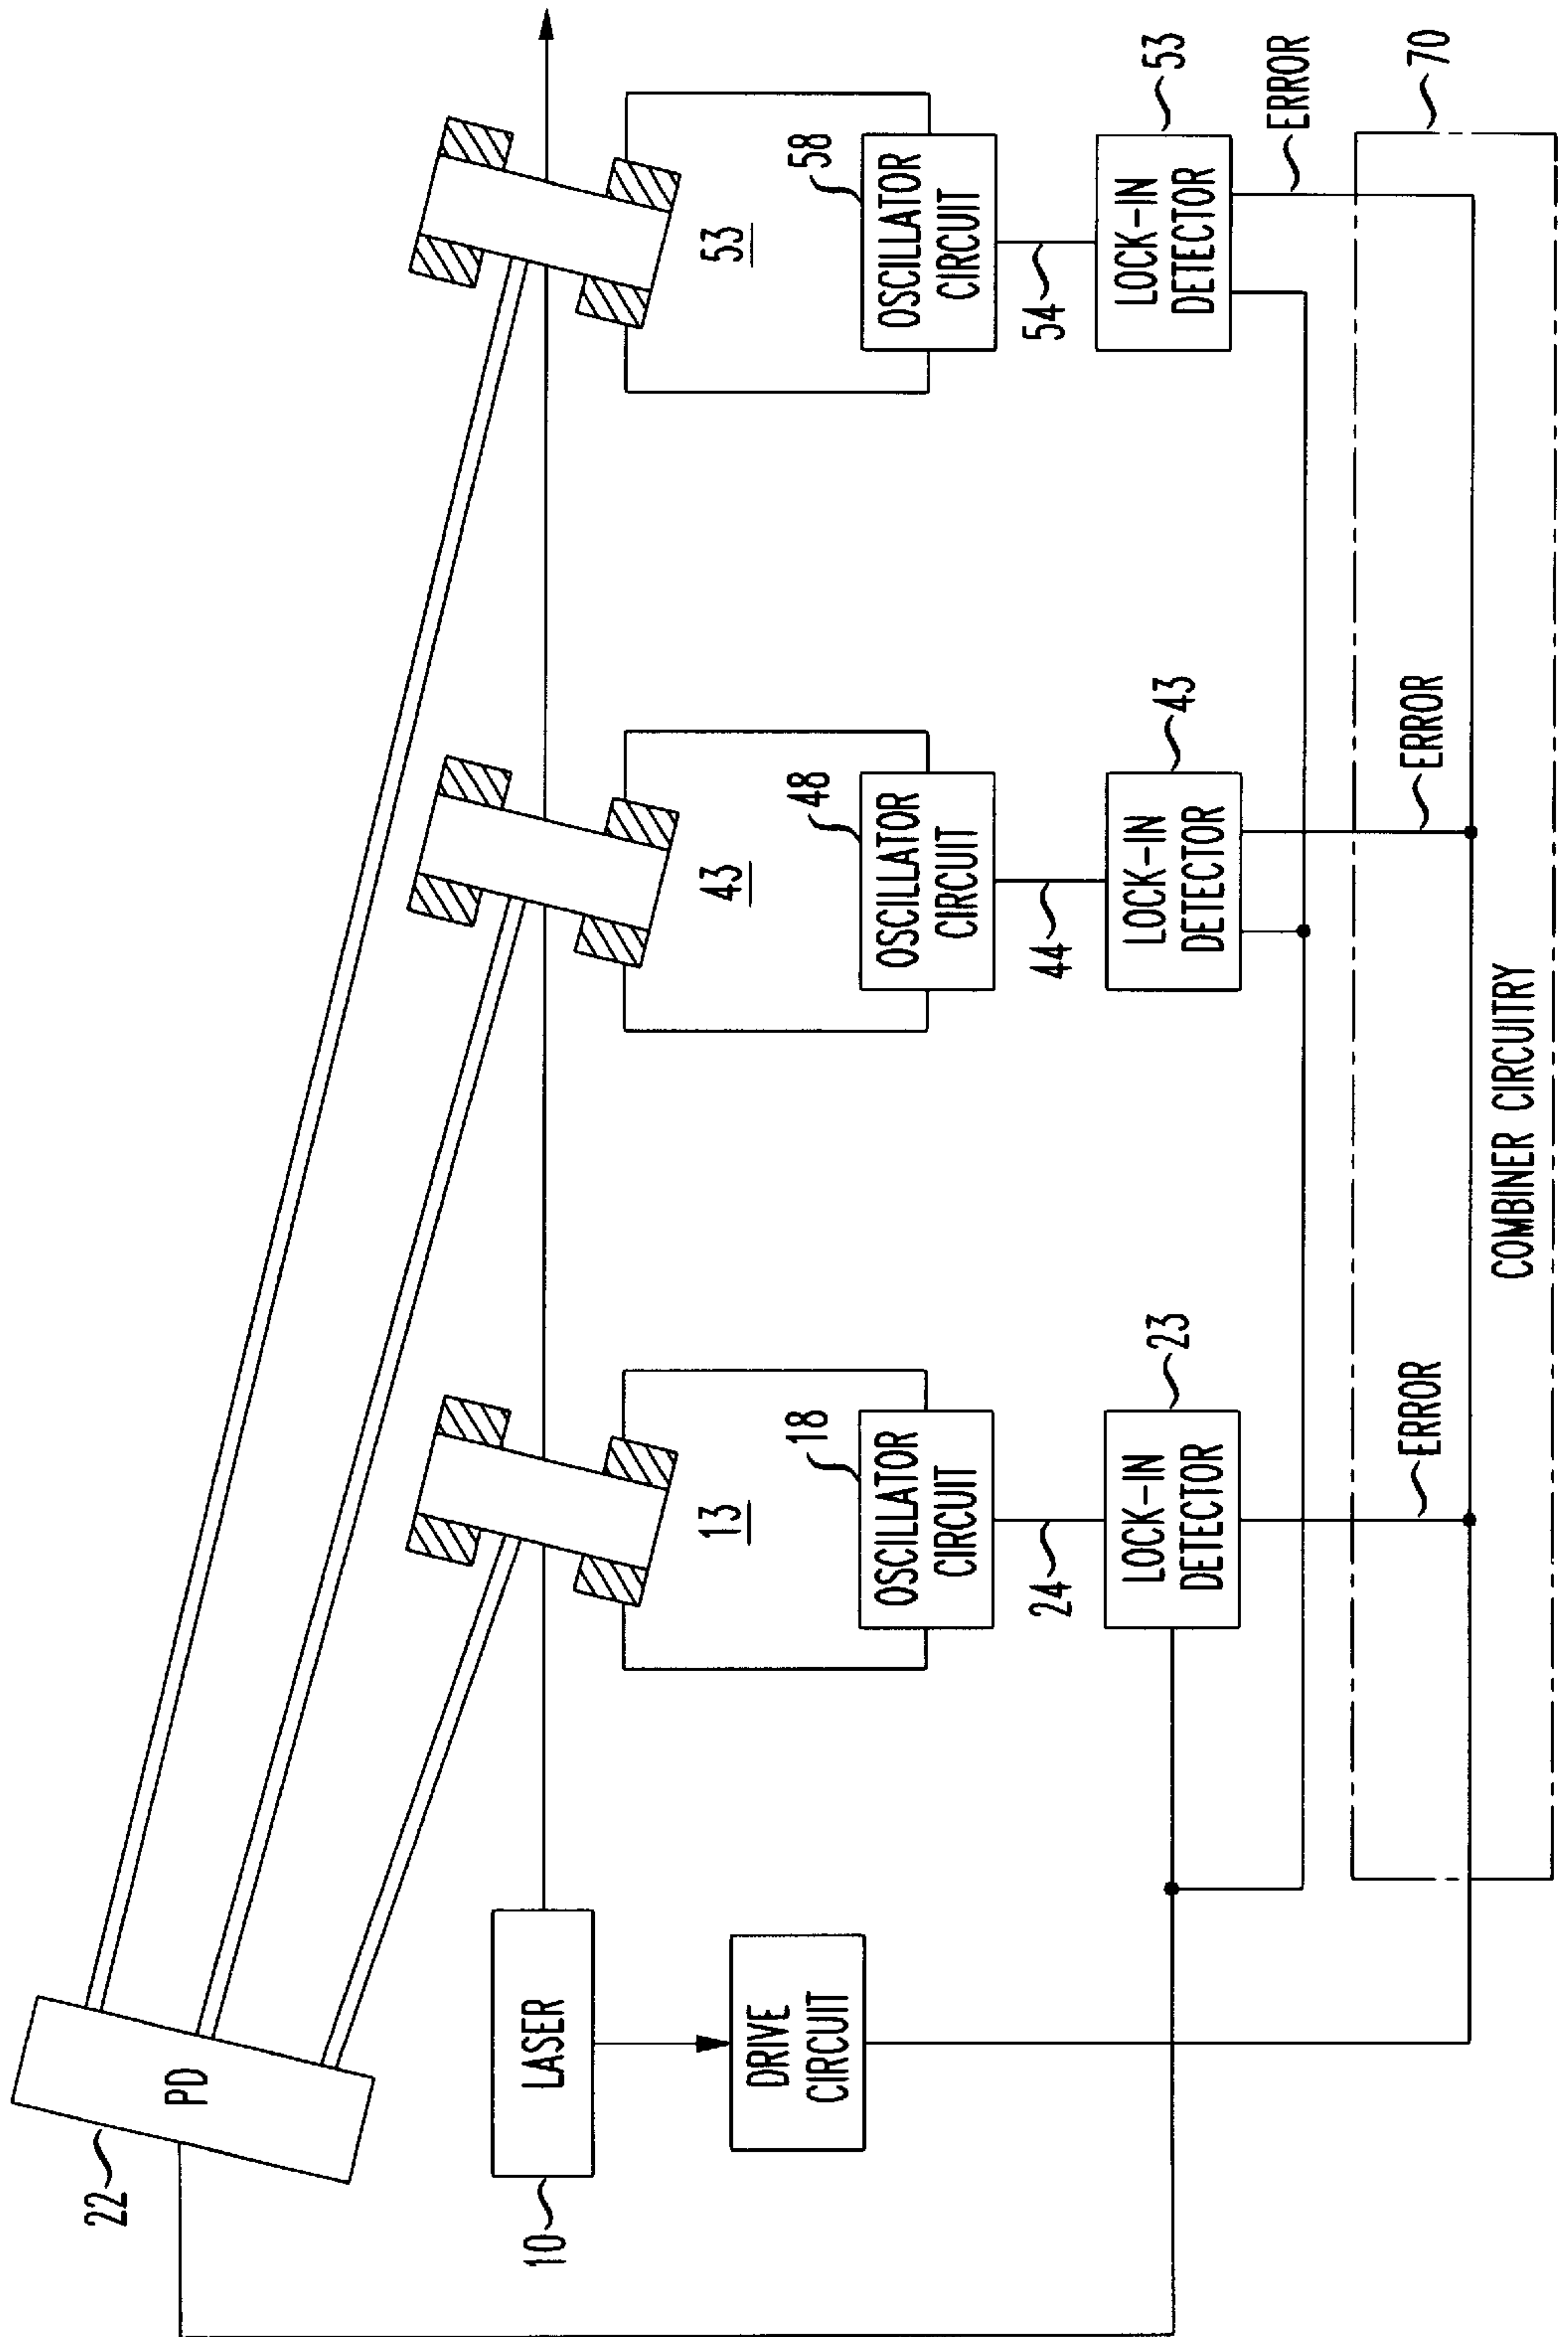 22
PD
10
LASER
DRIVE
CIRCUIT
13
18
OSCILLATOR
CIRCUIT
24
LOCK-IN
DETECTOR
23
ERROR
43
48
OSCILLATOR
CIRCUIT
44
LOCK-IN
DETECTOR
43
ERROR
53
58
OSCILLATOR
CIRCUIT
54
LOCK-IN
DETECTOR
53
ERROR
70
COMBINER CIRCUITRY